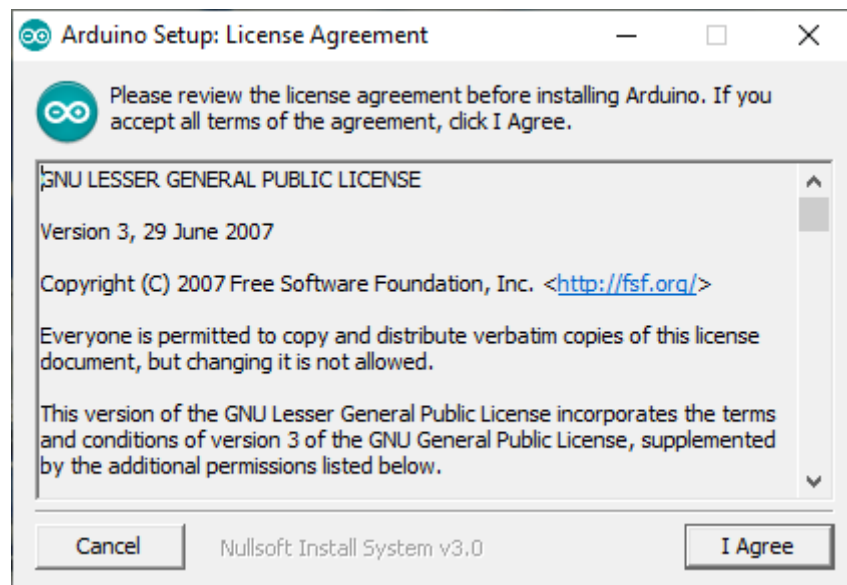 Arduino Setup: License Agreement
Please review the license agreement before installing Arduino. If you
accept all terms of the agreement, click I Agree.
GNU LESSER GENERAL PUBLIC LICENSE
Version 3, 29 June 2007
Copyright (C) 2007 Free Software Foundation, Inc. <http://fsf.org/>
Everyone is permitted to copy and distribute verbatim copies of this license
document, but changing it is not allowed.
This version of the GNU Lesser General Public License incorporates the terms
and conditions of version 3 of the GNU General Public License, supplemented
by the additional permissions listed below.
Cancel
Nullsoft Install System v3.0
I Agree